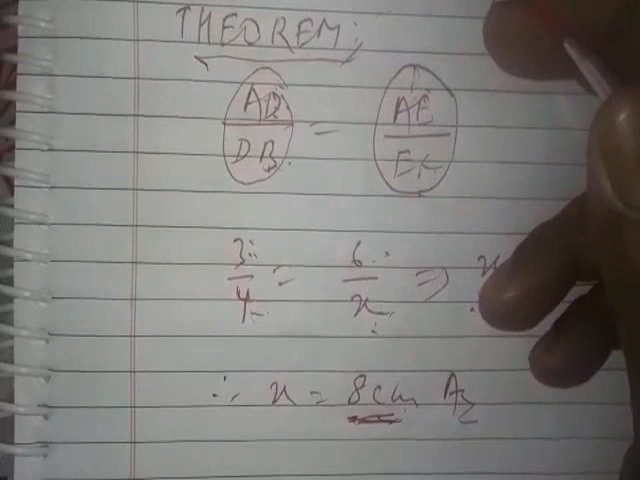 THEOREM:
AD/DB = AE/EC
3/4 = 6/x ⇒ x
∴ x = 8cm Ans